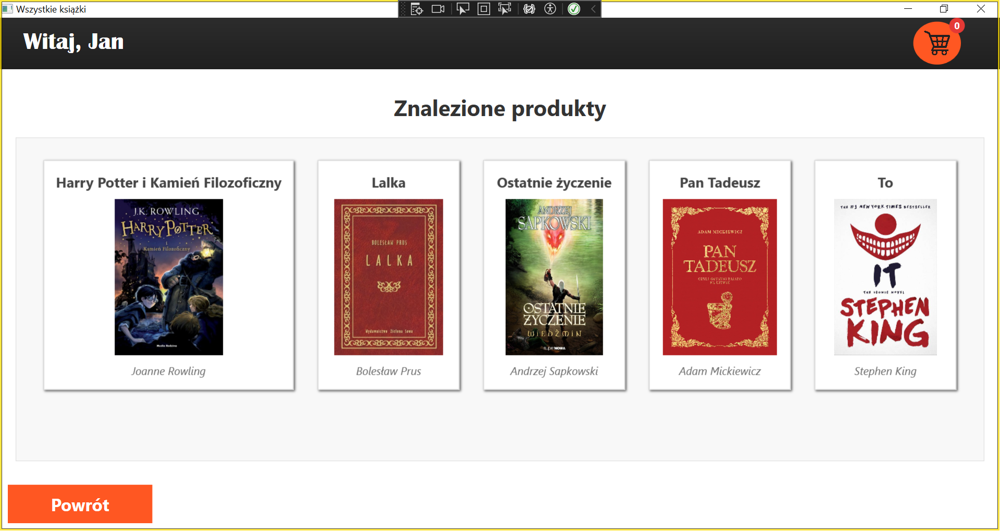 Wszystkie książki
Witaj, Jan
0
Znalezione produkty
Harry Potter i Kamień Filozoficzny
J.K. ROWLING
HARRY POTTER
i
Kamień Filozoficzny
Media Rodzina
Joanne Rowling
Lalka
BOLESŁAW PRUS
LALKA
Wydawnictwo Zielona Sowa
Bolesław Prus
Ostatnie życzenie
ANDRZEJ
SAPKOWSKI
OSTATNIE
ŻYCZENIE
WIEDŹMIN
superNOWA
Andrzej Sapkowski
Pan Tadeusz
ADAM MICKIEWICZ
PAN
TADEUSZ
CZYLI OSTATNI ZAJAZD
NA LITWIE
Adam Mickiewicz
To
THE #1 NEW YORK TIMES BESTSELLER
IT
THE ICONIC NOVEL
STEPHEN
KING
Stephen King
Powrót